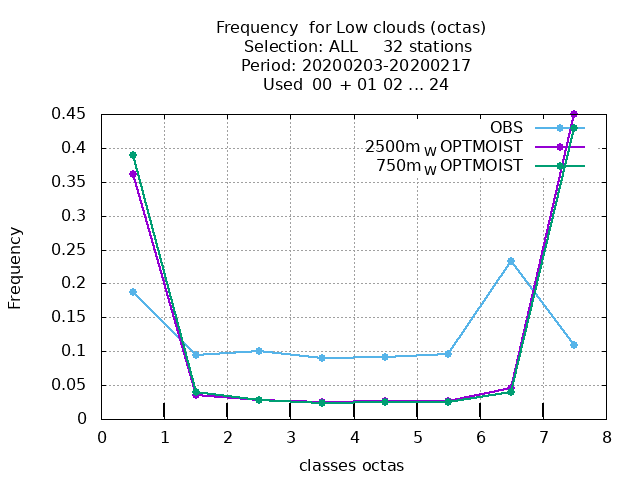 Frequency  for Low clouds (octas)
Selection: ALL     32 stations
Period: 20200203-20200217
Used  00 + 01 02 ... 24
OBS
2500m W OPTMOIST
750m W OPTMOIST
0.45
0.4
0.35
0.3
0.25
0.2
0.15
0.1
0.05
0
Frequency
0 1 2 3 4 5 6 7 8
classes octas